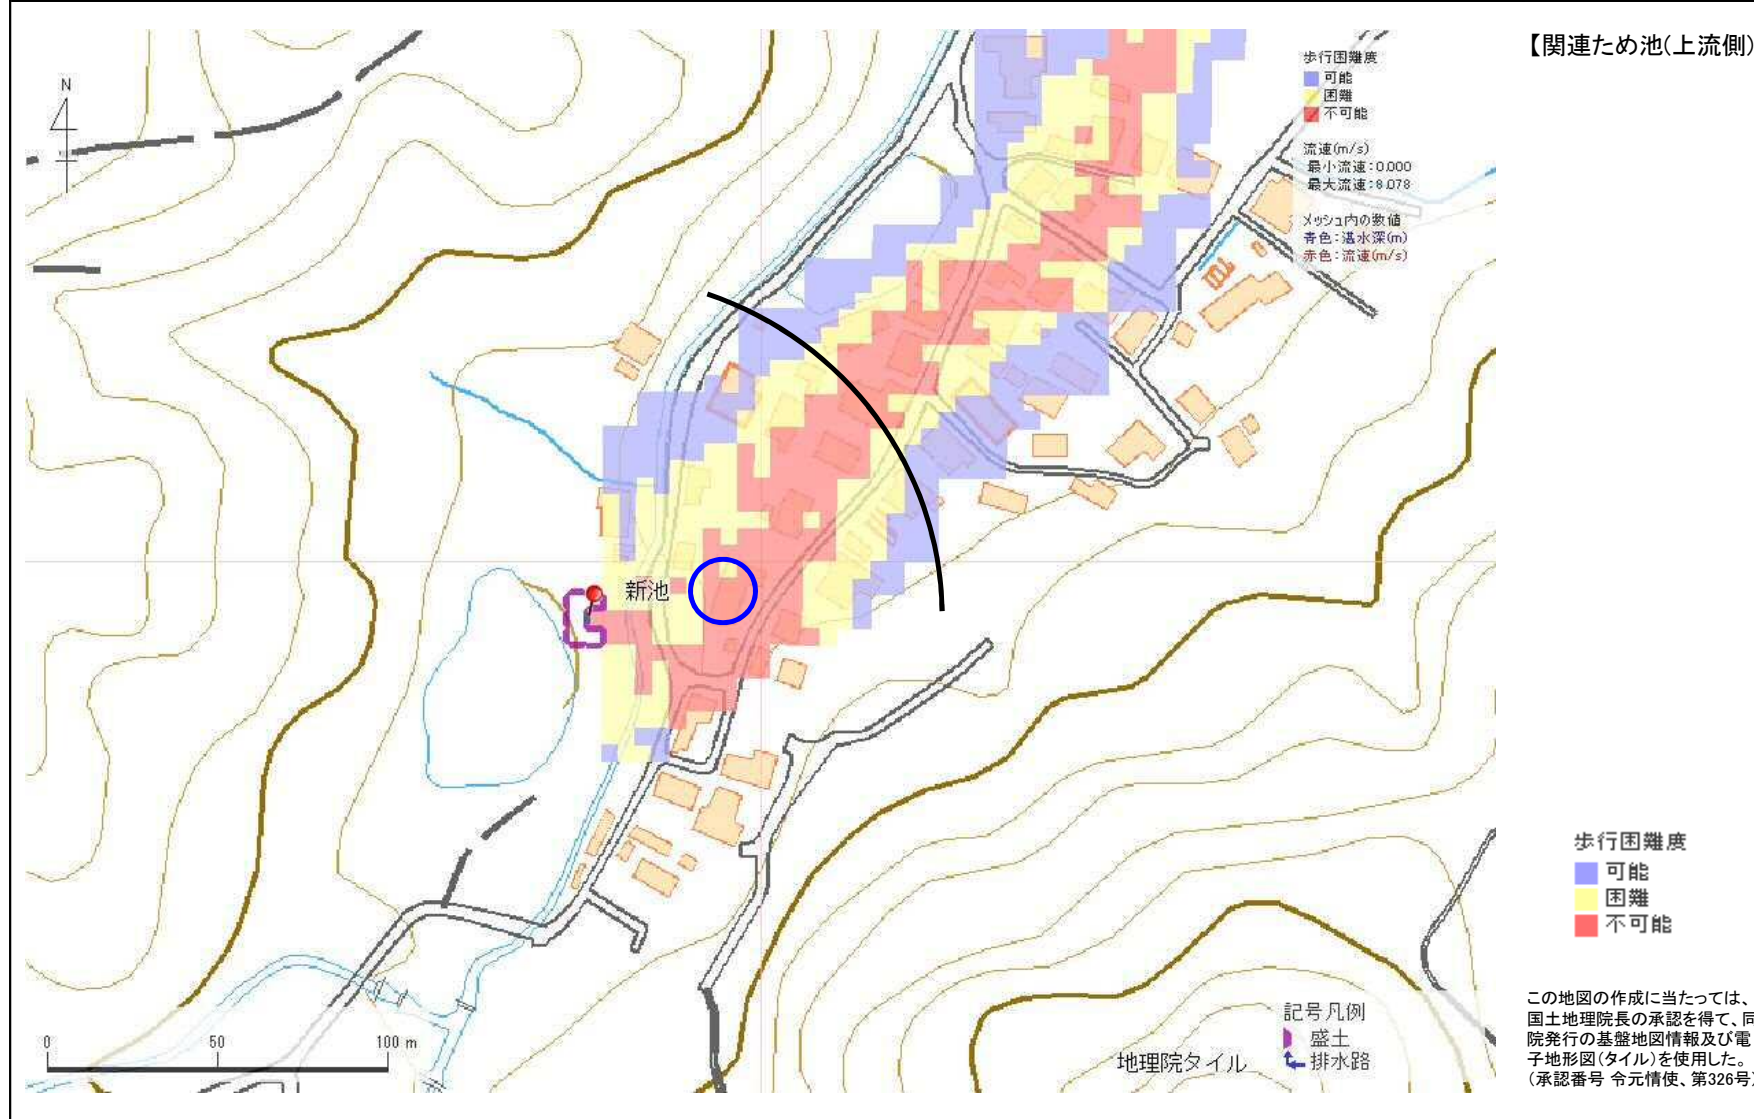 【関連ため池(上流側)
N
歩行困難度
可能
困難
不可能
流速(m/s)
最小流速:0.000
最大流速:8.078
メッシュ内の数値
青色:湛水深(m)
赤色:流速(m/s)
新池
歩行困難度
可能
困難
不可能
0 50 100 m
地理院タイル
記号凡例
盛土
排水路
この地図の作成に当たっては、
国土地理院長の承認を得て、同
院発行の基盤地図情報及び電
子地形図(タイル)を使用した。
(承認番号 令元情使、第326号)